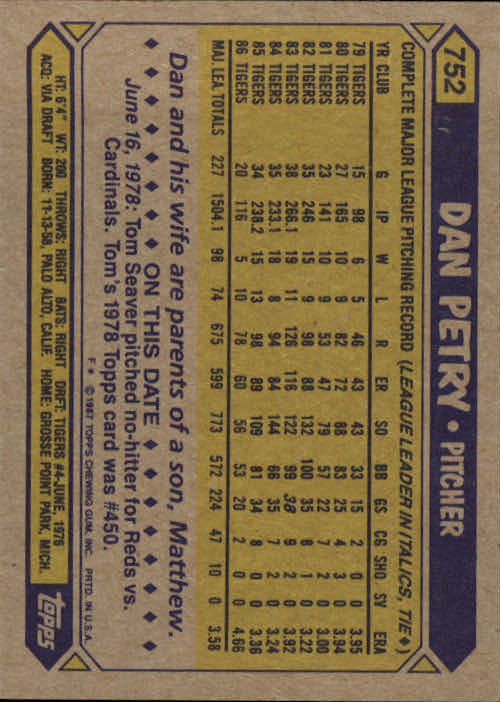 752
DAN PETRY • PITCHER
COMPLETE MAJOR LEAGUE PITCHING RECORD (LEAGUE LEADER IN ITALICS, TIE♦)
YR CLUB G IP W L R ER SO BB GS CG SHO SV ERA
79 TIGERS 15 98 6 5 46 43 43 33 15 2 0 0 3.95
80 TIGERS 27 165 10 9 82 72 88 83 25 4 3 0 3.94
81 TIGERS 23 141 10 9 53 47 79 57 22 7 2 0 3.00
82 TIGERS 35 246 15 9 98 88 132 100 35 8 1 0 3.22
83 TIGERS 38 266.1 19 11 126 116 122 99 38 9 2 0 3.92
84 TIGERS 35 233.1 18 8 94 84 144 66 35 7 2 0 3.24
85 TIGERS 34 238.2 15 13 98 89 109 81 34 8 0 0 3.36
86 TIGERS 20 116 5 10 78 60 56 53 20 2 0 0 4.66
MAJ. LEA. TOTALS 227 1504.1 98 74 675 599 773 572 224 47 10 0 3.58
Dan and his wife are parents of a son, Matthew.
♦ ♦ ♦ ♦ ♦ ♦ ♦ ♦ ON THIS DATE ♦ ♦ ♦ ♦ ♦ ♦ ♦ ♦
June 16, 1978: Tom Seaver pitched no-hitter for Reds vs.
Cardinals. Tom's 1978 Topps card was #450.
F* © 1987 TOPPS CHEWING GUM, INC. PRTD. IN U.S.A.
HT: 6'4" WT: 200 THROWS: RIGHT BATS: RIGHT DRFT: TIGERS #4-JUNE, 1976
ACQ: VIA DRAFT BORN: 11-13-58, PALO ALTO, CALIF. HOME: GROSSE POINT PARK, MICH.
TOPPS